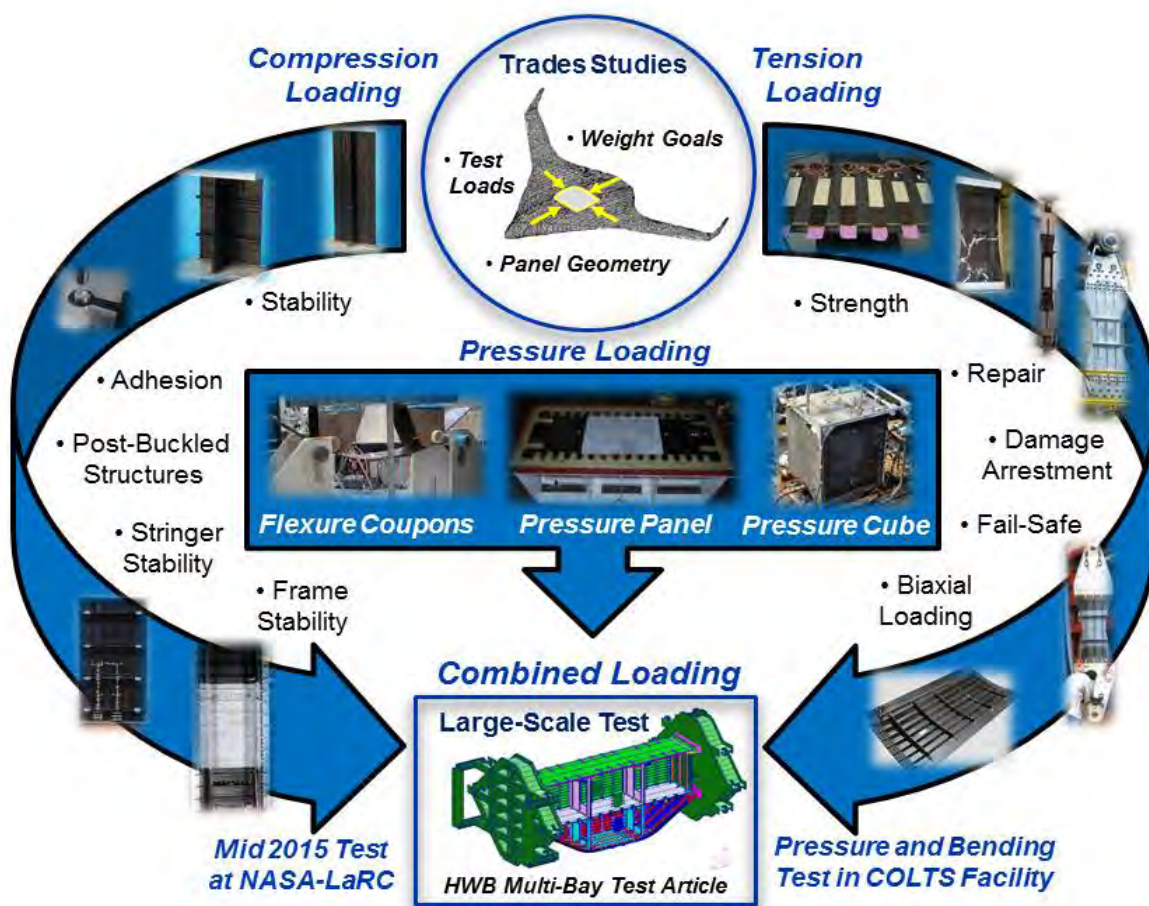 Compression
Loading
Trades Studies
• Weight Goals
• Test
Loads
• Panel Geometry
Tension
Loading
• Stability
• Strength
Pressure Loading
• Adhesion
• Post-Buckled
Structures
• Stringer
Stability
• Frame
Stability
Flexure Coupons
Pressure Panel
Pressure Cube
• Repair
• Damage
Arrestment
• Fail-Safe
• Biaxial
Loading
Combined Loading
Large-Scale Test
HWB Multi-Bay Test Article
Mid 2015 Test
at NASA-LaRC
Pressure and Bending
Test in COLTS Facility